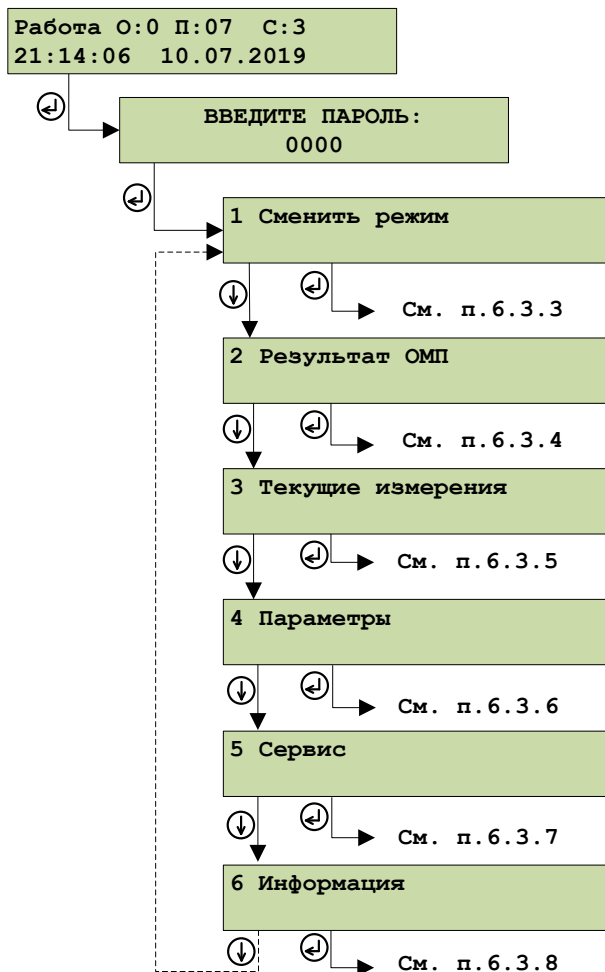 Работа О:0 П:07 С:3
21:14:06 10.07.2019
ВВЕДИТЕ ПАРОЛЬ:
0000
1 Сменить режим
См. п.6.3.3
2 Результат ОМП
См. п.6.3.4
3 Текущие измерения
См. п.6.3.5
4 Параметры
См. п.6.3.6
5 Сервис
См. п.6.3.7
6 Информация
См. п.6.3.8